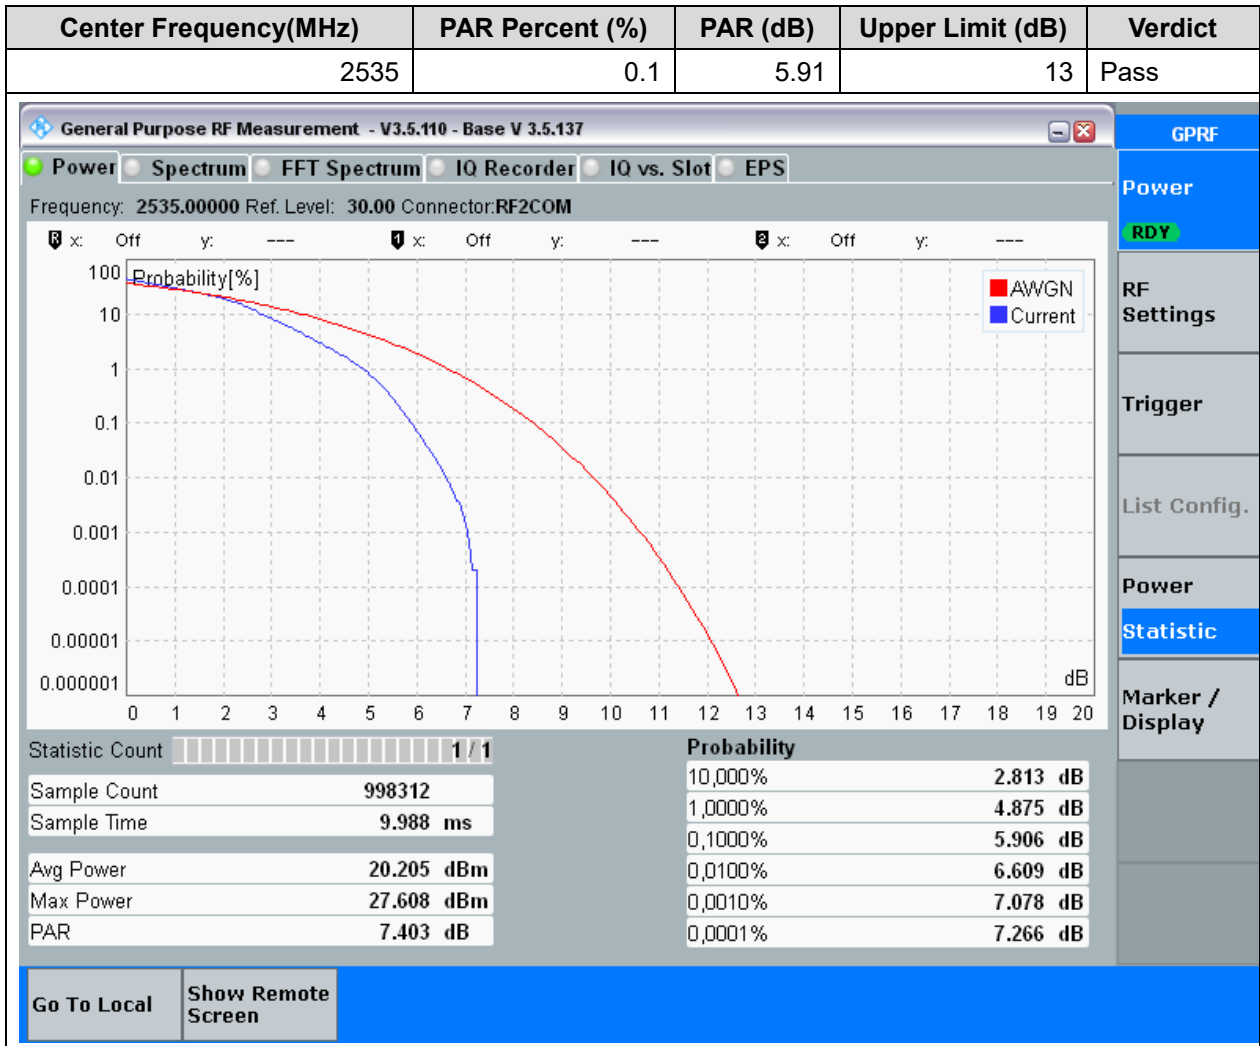 Center Frequency(MHz) PAR Percent (%) PAR (dB) Upper Limit (dB) Verdict
2535 0.1 5.91 13 Pass
General Purpose RF Measurement - V3.5.110 - Base V 3.5.137
GPRF
Power Spectrum FFT Spectrum IQ Recorder IQ vs. Slot EPS
Power
RDY
Frequency: 2535.00000 Ref. Level: 30.00 Connector:RF2COM
R x: Off y: --- 1 x: Off y: --- 2 x: Off y: ---
Probability[%]
100
10
1
0.1
0.01
0.001
0.0001
0.00001
0.000001
AWGN
Current
dB
0 1 2 3 4 5 6 7 8 9 10 11 12 13 14 15 16 17 18 19 20
RF
Settings
Trigger
List Config.
Power
Statistic
Marker /
Display
Statistic Count 1 / 1
Sample Count 998312
Sample Time 9.988 ms
Avg Power 20.205 dBm
Max Power 27.608 dBm
PAR 7.403 dB
Probability
10,000% 2.813 dB
1,0000% 4.875 dB
0,1000% 5.906 dB
0,0100% 6.609 dB
0,0010% 7.078 dB
0,0001% 7.266 dB
Go To Local
Show Remote
Screen